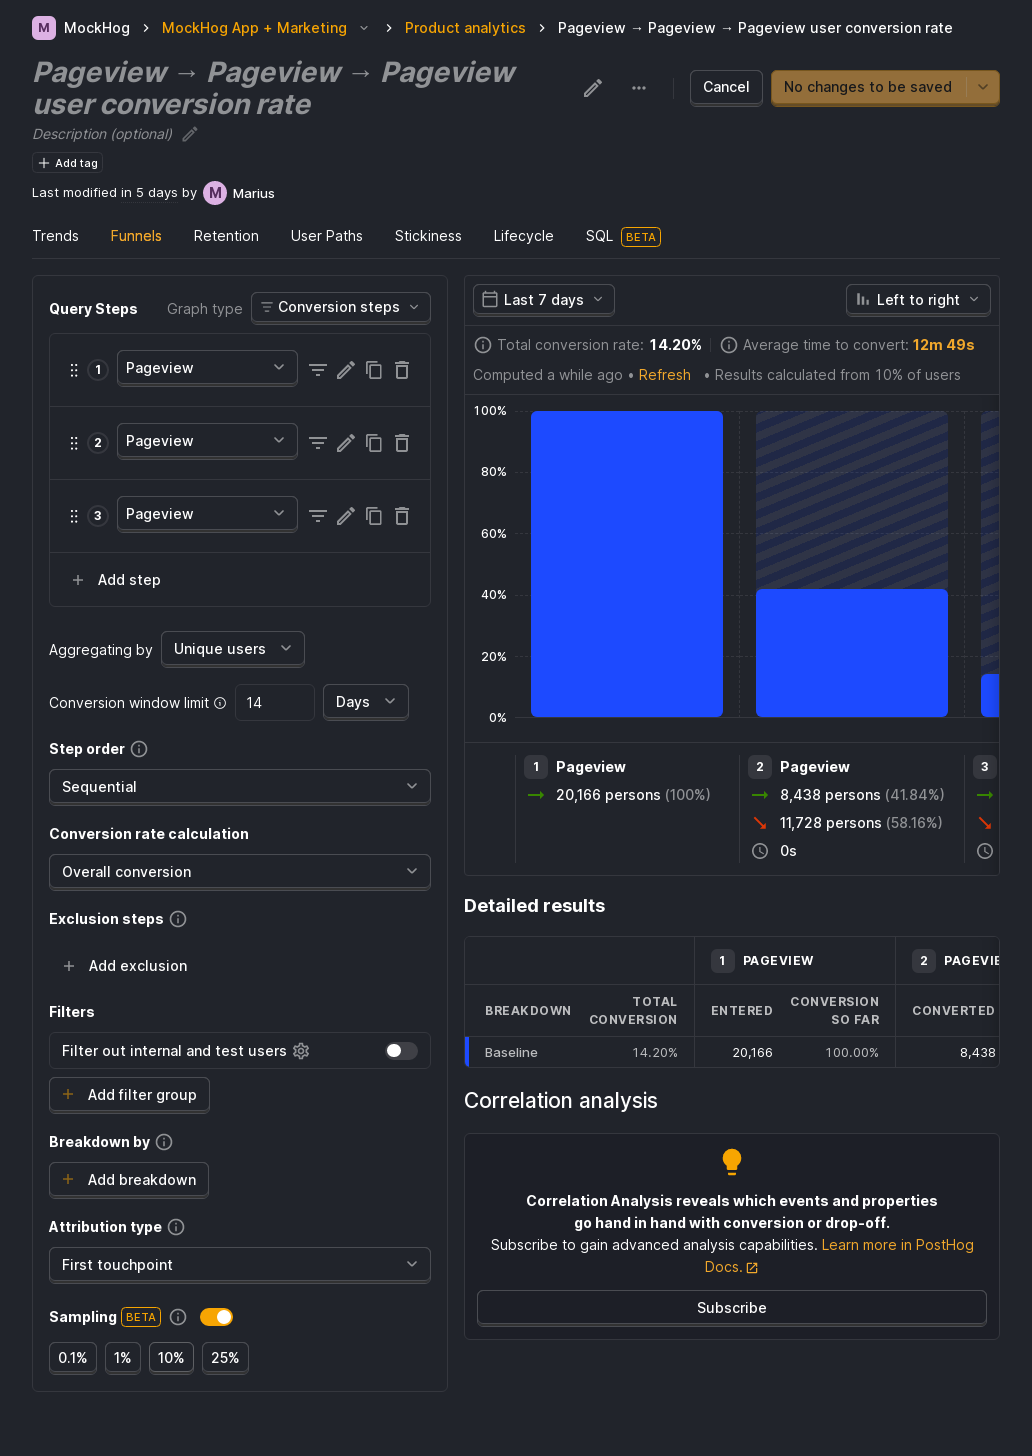 M MockHog > MockHog App + Marketing > Product analytics > Pageview → Pageview → Pageview user conversion rate
Pageview → Pageview → Pageview
user conversion rate
Cancel
No changes to be saved
Description (optional)
+ Add tag
Last modified in 5 days by M Marius
Trends Funnels Retention User Paths Stickiness Lifecycle SQL BETA
Query Steps Graph type Conversion steps
1 Pageview
2 Pageview
3 Pageview
+ Add step
Aggregating by Unique users
Conversion window limit 14 Days
Step order
Sequential
Conversion rate calculation
Overall conversion
Exclusion steps
+ Add exclusion
Filters
Filter out internal and test users
+ Add filter group
Breakdown by
+ Add breakdown
Attribution type
First touchpoint
Sampling BETA
0.1% 1% 10% 25%
Last 7 days Left to right
Total conversion rate: 14.20% Average time to convert: 12m 49s
Computed a while ago • Refresh • Results calculated from 10% of users
100%
80%
60%
40%
20%
0%
1 Pageview
20,166 persons (100%)
2 Pageview
8,438 persons (41.84%)
11,728 persons (58.16%)
0s
3
Detailed results
1 PAGEVIEW 2 PAGEVIE
BREAKDOWN TOTAL CONVERSION ENTERED CONVERSION SO FAR CONVERTED
Baseline 14.20% 20,166 100.00% 8,438
Correlation analysis
Correlation Analysis reveals which events and properties
go hand in hand with conversion or drop-off.
Subscribe to gain advanced analysis capabilities. Learn more in PostHog
Docs.
Subscribe